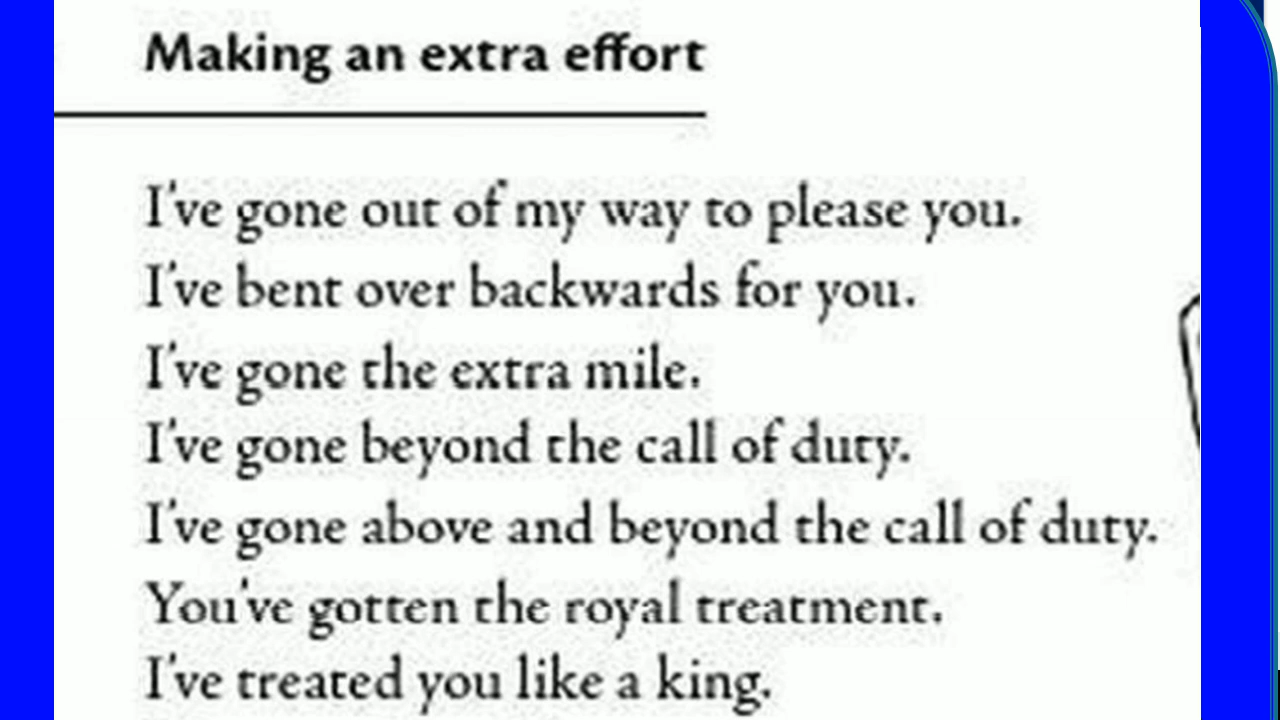 Making an extra effort
I've gone out of my way to please you.
I've bent over backwards for you.
I've gone the extra mile.
I've gone beyond the call of duty.
I've gone above and beyond the call of duty.
You've gotten the royal treatment.
I've treated you like a king.